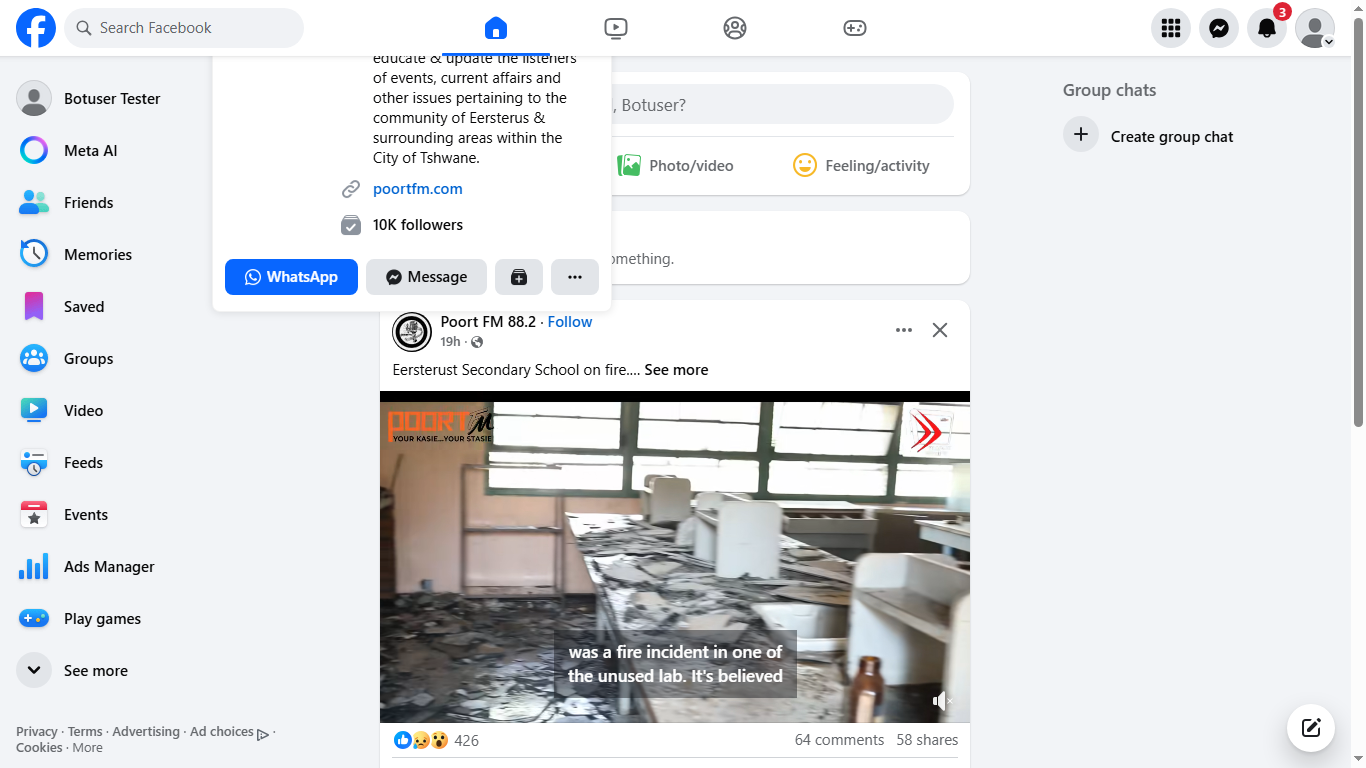 Search Facebook
3
Botuser Tester
Meta AI
Friends
Memories
Saved
Groups
Video
Feeds
Events
Ads Manager
Play games
See more
Privacy · Terms · Advertising · Ad choices ·
Cookies · More
educate & update the listeners
of events, current affairs and
other issues pertaining to the
community of Eersterus &
surrounding areas within the
City of Tshwane.
poortfm.com
10K followers
WhatsApp
Message
, Botuser?
Photo/video
Feeling/activity
omething.
Poort FM 88.2 · Follow
19h ·
Eersterust Secondary School on fire.... See more
POORT fm
YOUR KASIE...YOUR STASIE
was a fire incident in one of
the unused lab. It's believed
426
64 comments 58 shares
Group chats
Create group chat